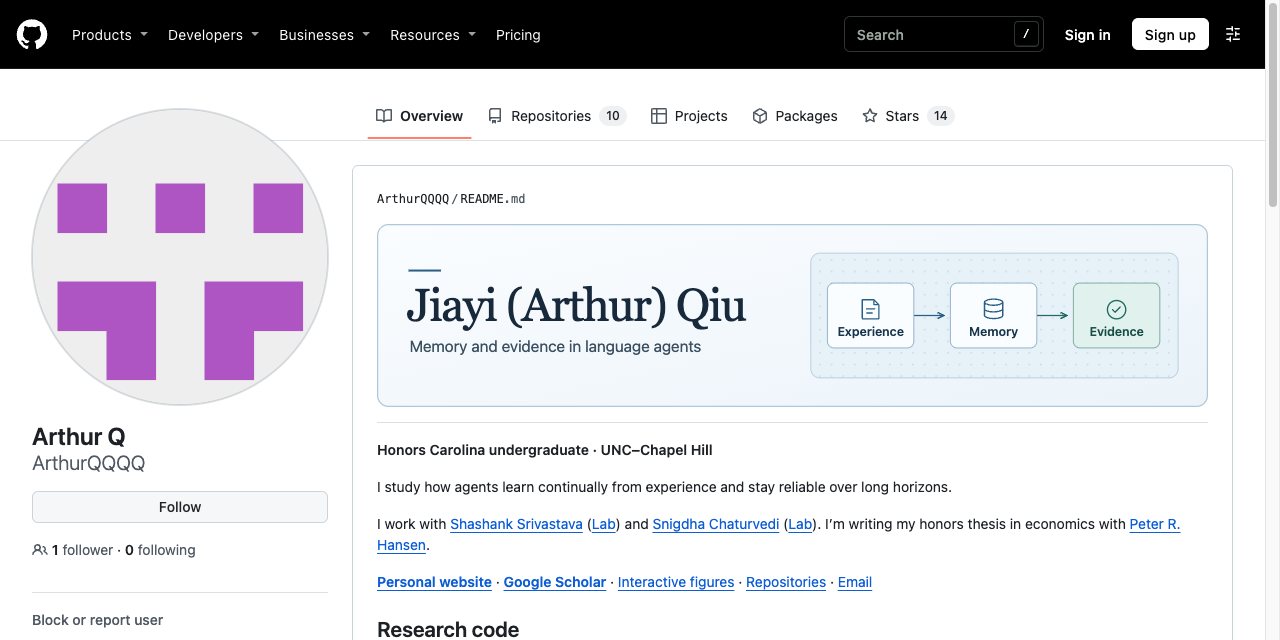 Products Developers Businesses Resources Pricing Search / Sign in Sign up
Overview Repositories 10 Projects Packages Stars 14
Arthur Q
ArthurQQQQ
Follow
1 follower · 0 following
Block or report user
ArthurQQQQ/README.md
Jiayi (Arthur) Qiu
Memory and evidence in language agents
Experience Memory Evidence
Honors Carolina undergraduate · UNC–Chapel Hill
I study how agents learn continually from experience and stay reliable over long horizons.
I work with Shashank Srivastava (Lab) and Snigdha Chaturvedi (Lab). I’m writing my honors thesis in economics with Peter R.
Hansen.
Personal website · Google Scholar · Interactive figures · Repositories · Email
Research code